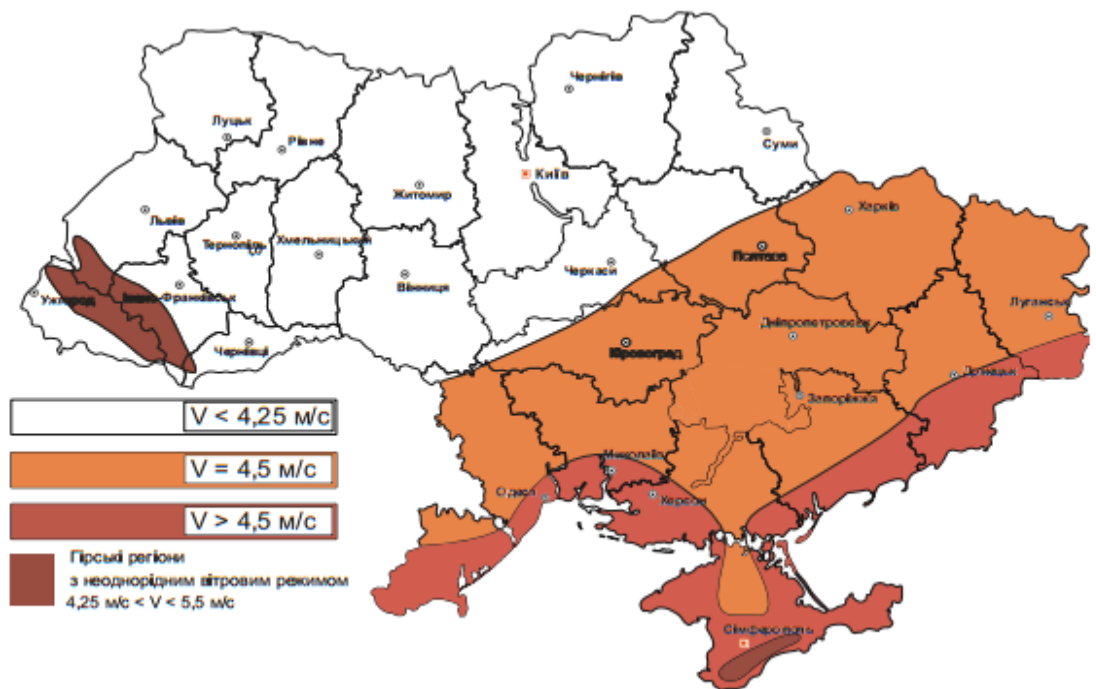 Чернігів
Луцьк
Рівне
Суми
Київ
Житомир
Львів
Харків
Тернопіль
Хмельницький
Полтава
Черкаси
Вінниця
Ужгород
Івано-Франківськ
Луганськ
Дніпропетровськ
Чернівці
Кіровоград
Донецьк
Запоріжжя
V < 4,25 м/с
V = 4,5 м/с
Миколаїв
Одеса
Херсон
V > 4,5 м/с
Гірські регіони
з неоднорідним вітровим режимом
4,25 м/с < V < 5,5 м/с
Сімферополь